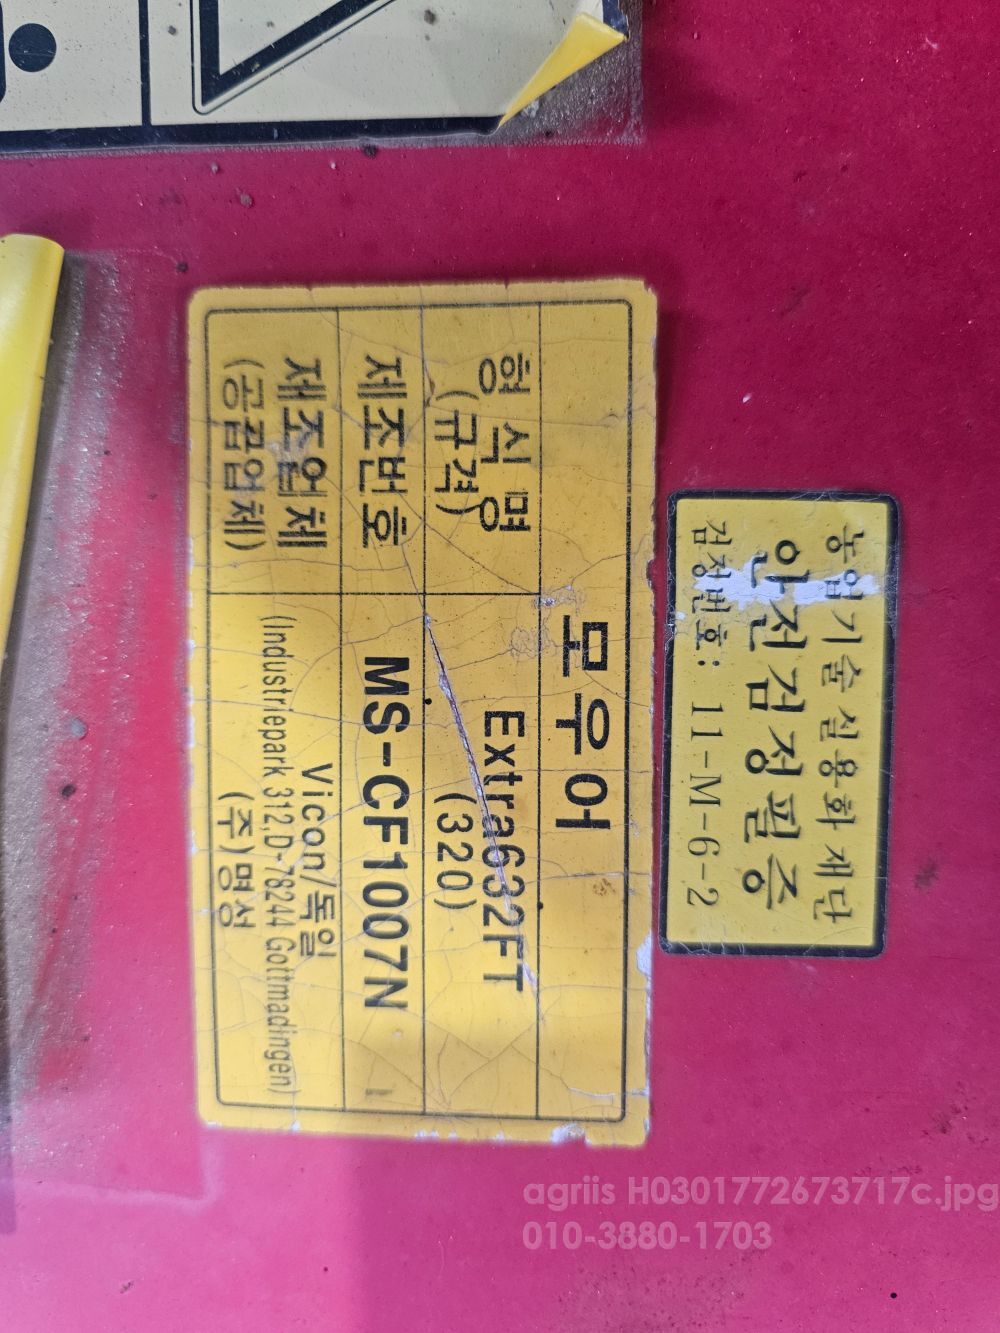 농업기술실용화재단
안전검정필증
검정번호: 11-M-6-2
모우어
형식명
(규격)
Extra632FT
(320)
제조번호
MS-CF1007N
제조업체
(공급업체)
Vicon/독일
(Industriepark 312,D-78244 Gottmadingen)
(주)명성
agriis H0301772673717c.jpg
010-3880-1703